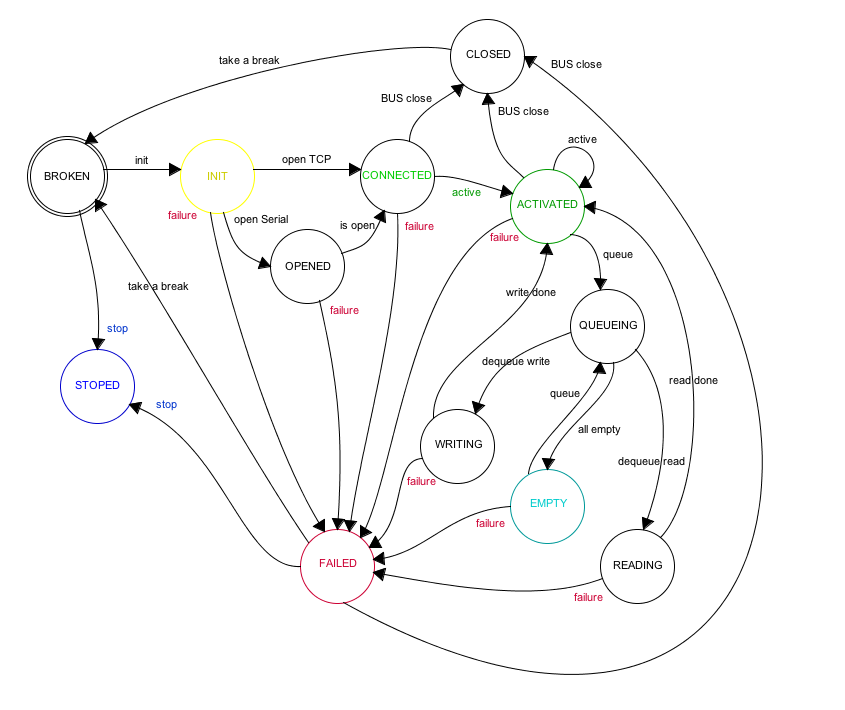 CLOSED
take a break
BUS close
BUS close
BUS close
active
init
open TCP
BROKEN
INIT
CONNECTED
active
ACTIVATED
failure
open Serial
is open
failure
failure
queue
OPENED
take a break
write done
failure
QUEUEING
stop
dequeue write
STOPED
read done
queue
stop
all empty
WRITING
dequeue read
failure
EMPTY
failure
FAILED
READING
failure